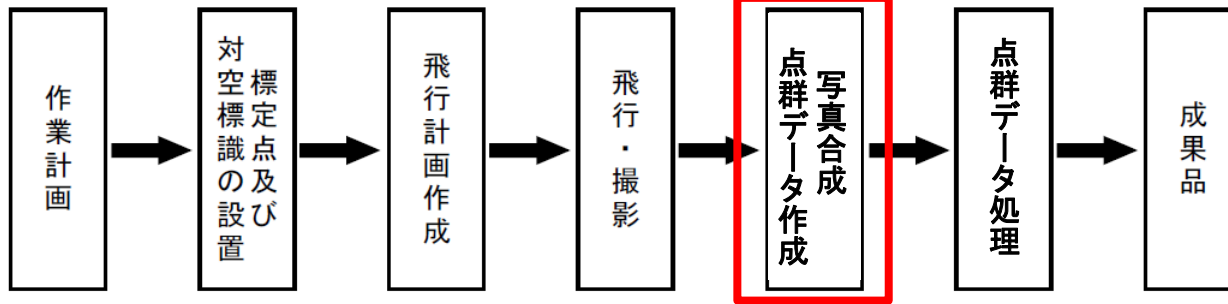 作業計画
標定点及び
対空標識の設置
飛行計画作成
飛行・撮影
写真合成
点群データ作成
点群データ処理
成果品